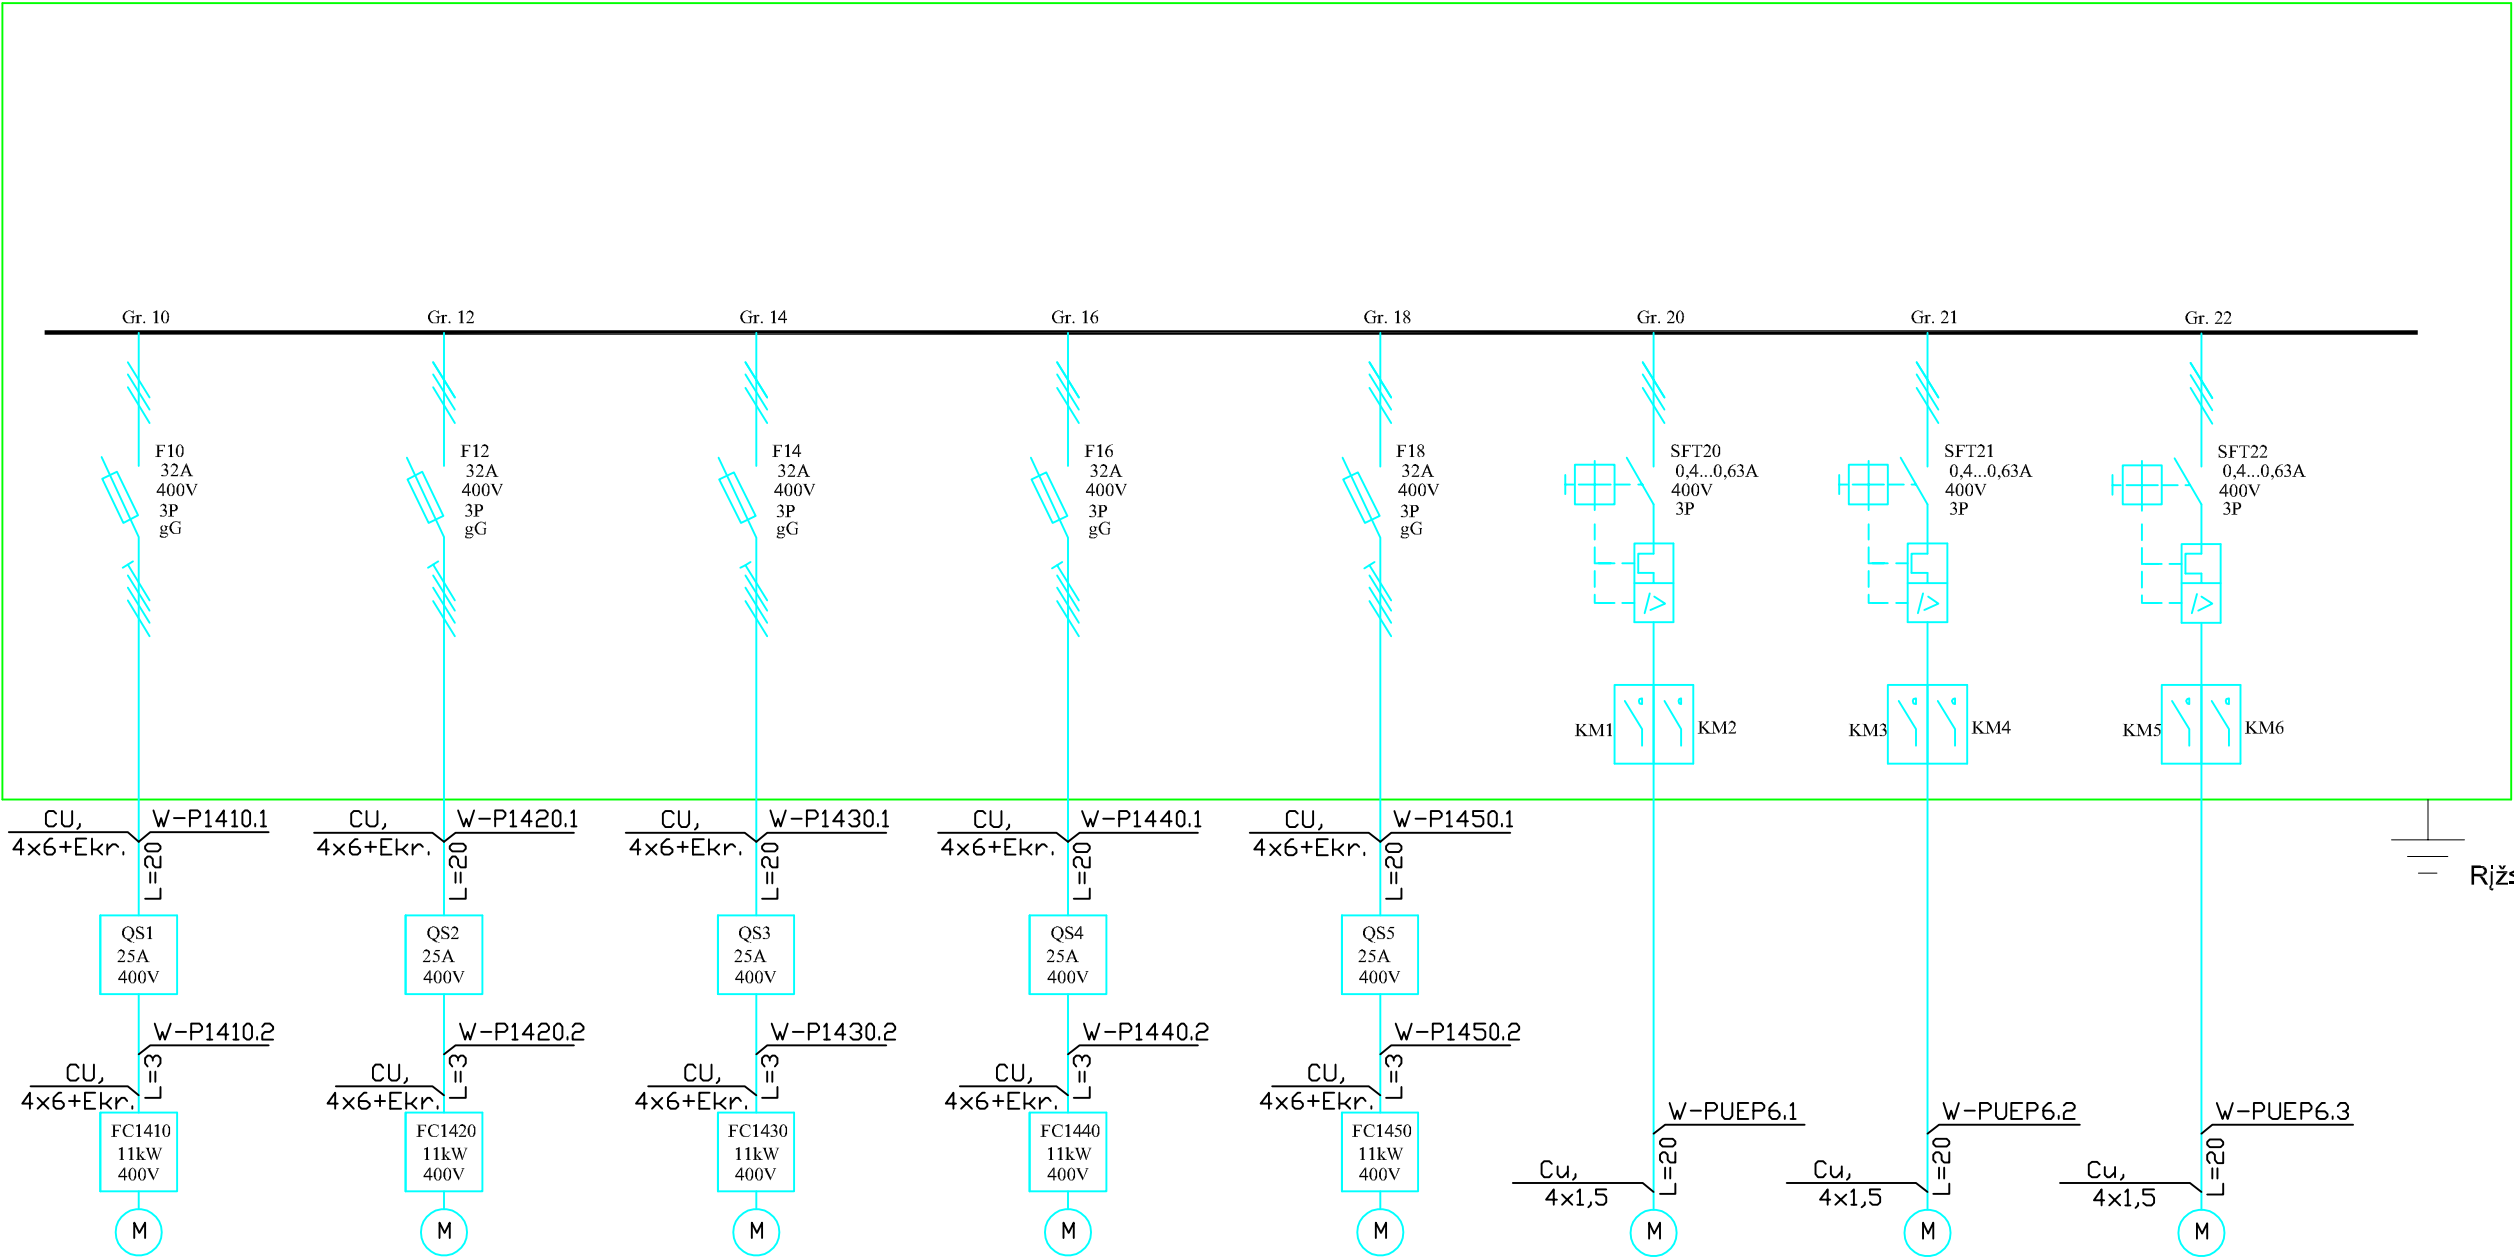 Gr. 10
Gr. 12
Gr. 14
Gr. 16
Gr. 18
Gr. 20
Gr. 21
Gr. 22
F10
32A
400V
3P
gG
F12
32A
400V
3P
gG
F14
32A
400V
3P
gG
F16
32A
400V
3P
gG
F18
32A
400V
3P
gG
SFT20
0,4...0,63A
400V
3P
SFT21
0,4...0,63A
400V
3P
SFT22
0,4...0,63A
400V
3P
KM1
KM2
KM3
KM4
KM5
KM6
CU,
4x6+Ekr.
W-P1410.1
L=20
CU,
4x6+Ekr.
W-P1420.1
L=20
CU,
4x6+Ekr.
W-P1430.1
L=20
CU,
4x6+Ekr.
W-P1440.1
L=20
CU,
4x6+Ekr.
W-P1450.1
L=20
QS1
25A
400V
QS2
25A
400V
QS3
25A
400V
QS4
25A
400V
QS5
25A
400V
W-P1410.2
L=3
CU,
4x6+Ekr.
W-P1420.2
L=3
CU,
4x6+Ekr.
W-P1430.2
L=3
CU,
4x6+Ekr.
W-P1440.2
L=3
CU,
4x6+Ekr.
W-P1450.2
L=3
CU,
4x6+Ekr.
FC1410
11kW
400V
FC1420
11kW
400V
FC1430
11kW
400V
FC1440
11kW
400V
FC1450
11kW
400V
W-PUEP6.1
L=20
Cu,
4x1,5
W-PUEP6.2
L=20
Cu,
4x1,5
W-PUEP6.3
L=20
Cu,
4x1,5
M
M
M
M
M
M
M
M